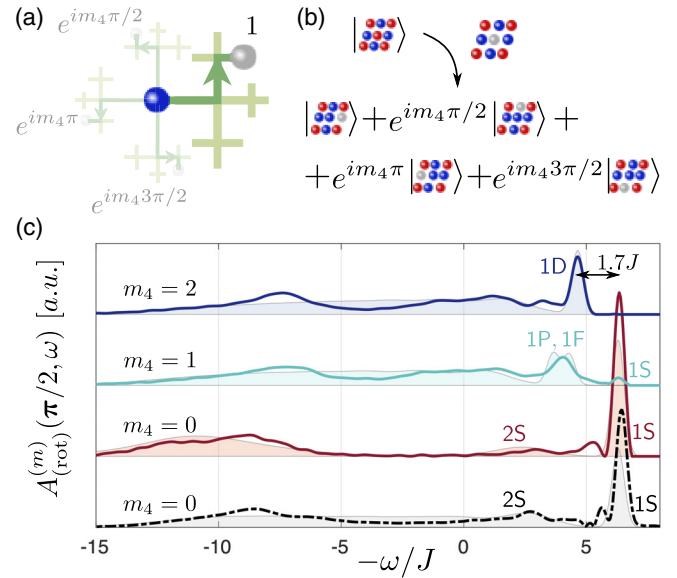 (a)
e^{im_4π/2}
1
e^{im_4π}
e^{im_4 3π/2}
(b)
| ⟩
| ⟩ + e^{im_4π/2} | ⟩ +
+ e^{im_4π} | ⟩ + e^{im_4 3π/2} | ⟩
(c)
A_{(rot)}^{(m)}(π/2, ω) [a.u.]
m_4 = 2
1D
1.7J
m_4 = 1
1P, 1F
1S
m_4 = 0
2S
1S
m_4 = 0
2S
1S
-15 -10 -5 0 5
−ω/J